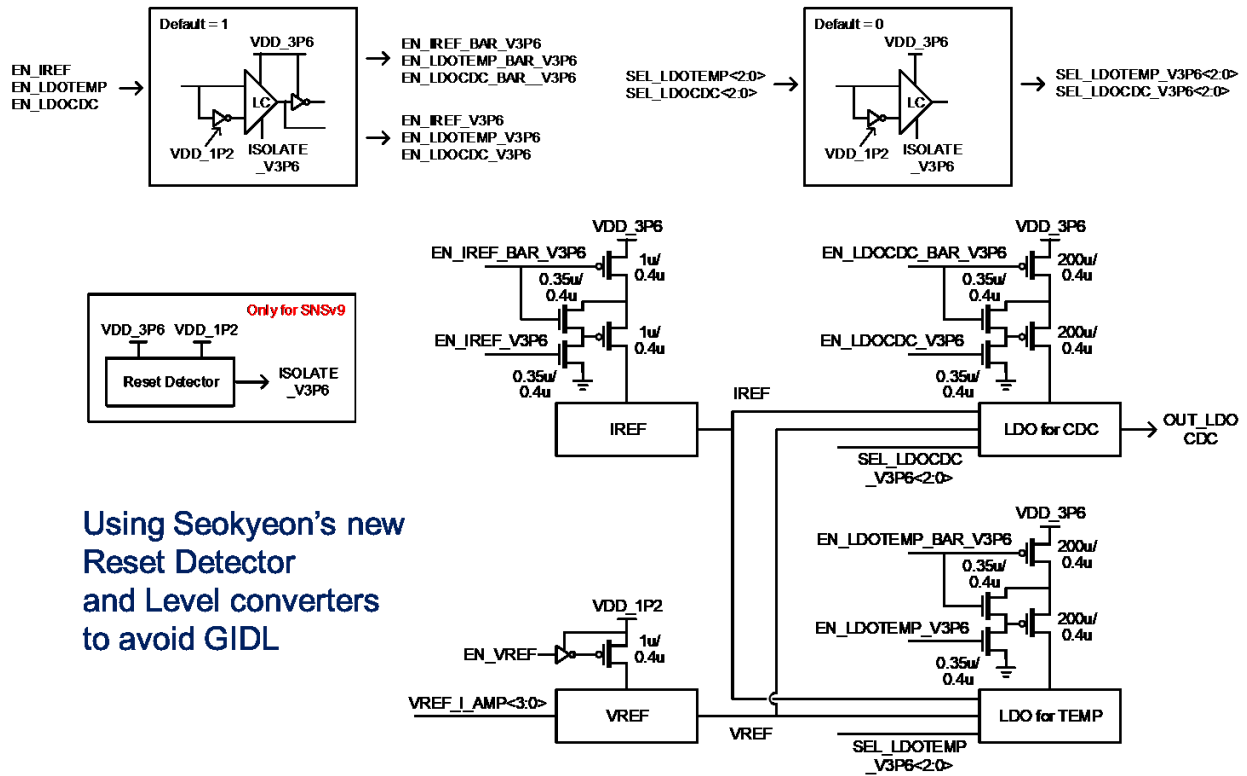 Default = 1
VDD_3P6
EN_IREF
EN_LDOTEMP
EN_LDOCDC
LC
VDD_1P2
ISOLATE
_V3P6
EN_IREF_BAR_V3P6
EN_LDOTEMP_BAR_V3P6
EN_LDOCDC_BAR__V3P6
EN_IREF_V3P6
EN_LDOTEMP_V3P6
EN_LDOCDC_V3P6
Default = 0
VDD_3P6
SEL_LDOTEMP<2:0>
SEL_LDOCDC<2:0>
LC
VDD_1P2
ISOLATE
_V3P6
SEL_LDOTEMP_V3P6<2:0>
SEL_LDOCDC_V3P6<2:0>
Only for SNSv9
VDD_3P6 VDD_1P2
Reset Detector
ISOLATE
_V3P6
VDD_3P6
EN_IREF_BAR_V3P6
1u/
0.4u
0.35u/
0.4u
EN_IREF_V3P6
1u/
0.4u
0.35u/
0.4u
IREF
IREF
VDD_3P6
EN_LDOCDC_BAR_V3P6
200u/
0.4u
0.35u/
0.4u
EN_LDOCDC_V3P6
200u/
0.4u
0.35u/
0.4u
LDO for CDC
OUT_LDO
CDC
SEL_LDOCDC
_V3P6<2:0>
Using Seokyeon's new
Reset Detector
and Level converters
to avoid GIDL
VDD_1P2
EN_VREF
1u/
0.4u
VREF_I_AMP<3:0>
VREF
VREF
VDD_3P6
EN_LDOTEMP_BAR_V3P6
200u/
0.4u
0.35u/
0.4u
EN_LDOTEMP_V3P6
200u/
0.4u
0.35u/
0.4u
LDO for TEMP
SEL_LDOTEMP
_V3P6<2:0>